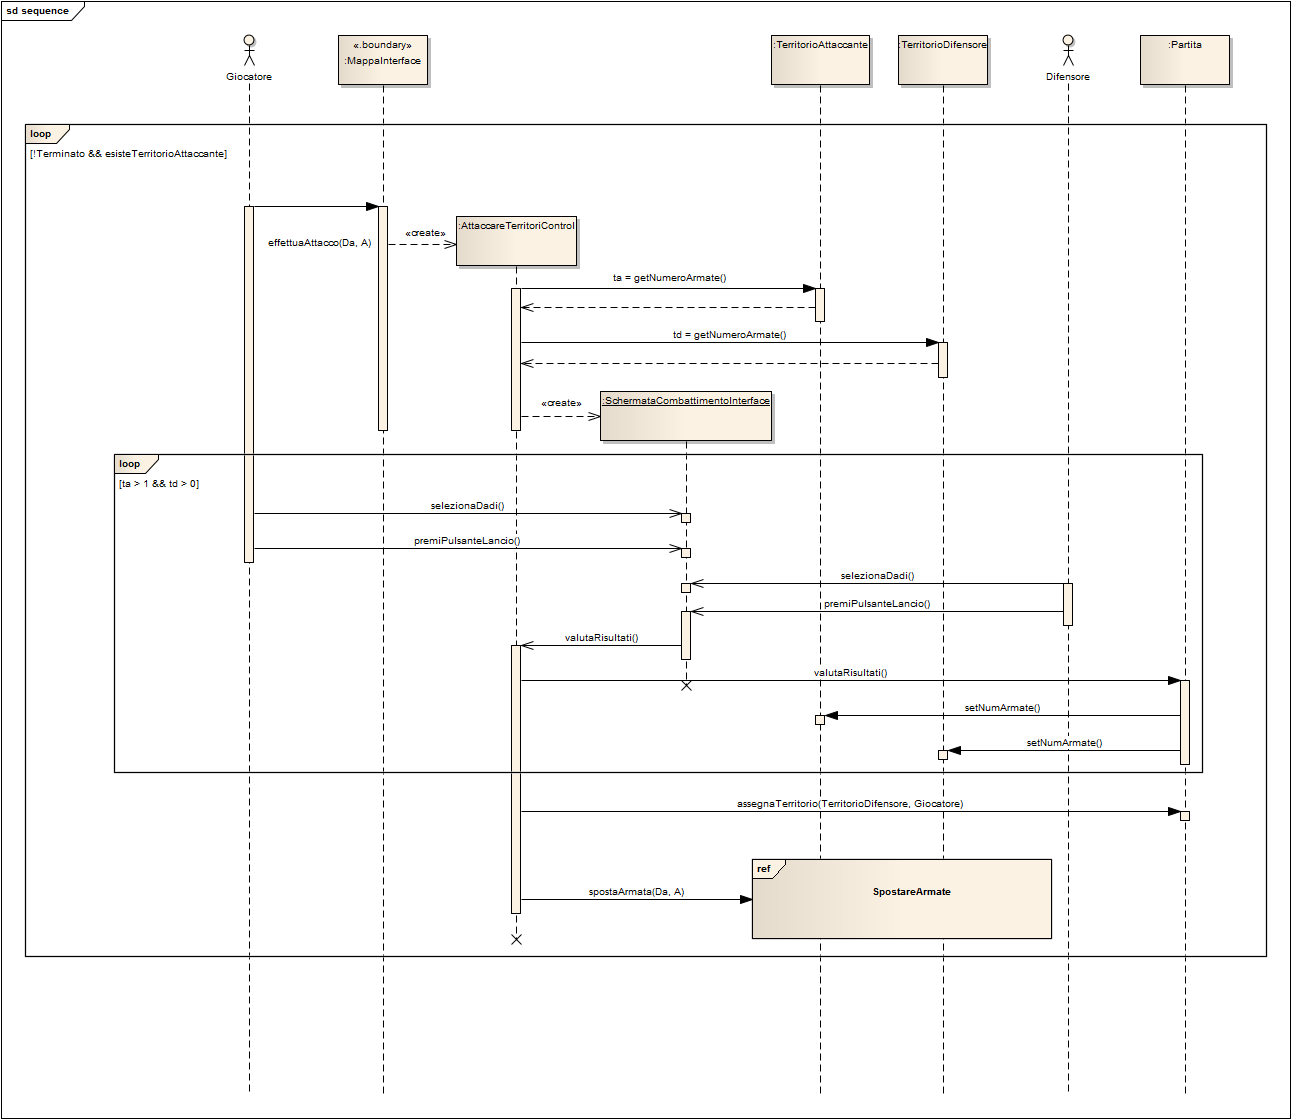 sd sequence
Giocatore
«.boundary»
:MappaInterface
:TerritorioAttaccante
:TerritorioDifensore
Difensore
:Partita
loop
[!Terminato && esisteTerritorioAttaccante]
effettuaAttacco(Da, A)
«create»
:AttaccareTerritoriControl
ta = getNumeroArmate()
td = getNumeroArmate()
«create»
:SchermataCombattimentoInterface
loop
[ta > 1 && td > 0]
selezionaDadi()
premiPulsanteLancio()
selezionaDadi()
premiPulsanteLancio()
valutaRisultati()
valutaRisultati()
setNumArmate()
setNumArmate()
assegnaTerritorio(TerritorioDifensore, Giocatore)
ref
SpostareArmate
spostaArmata(Da, A)